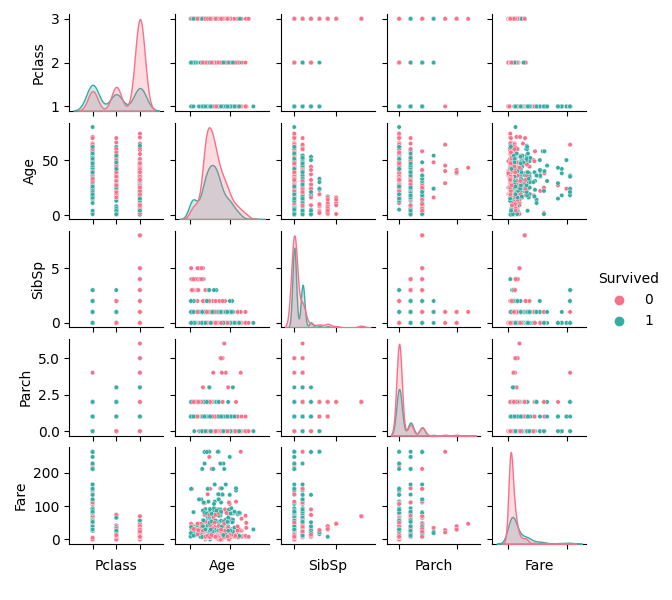 Pclass
3
2
1
Age
50
0
SibSp
5
0
Survived
0
1
Parch
5.0
2.5
0.0
Fare
200
100
0
Pclass
Age
SibSp
Parch
Fare